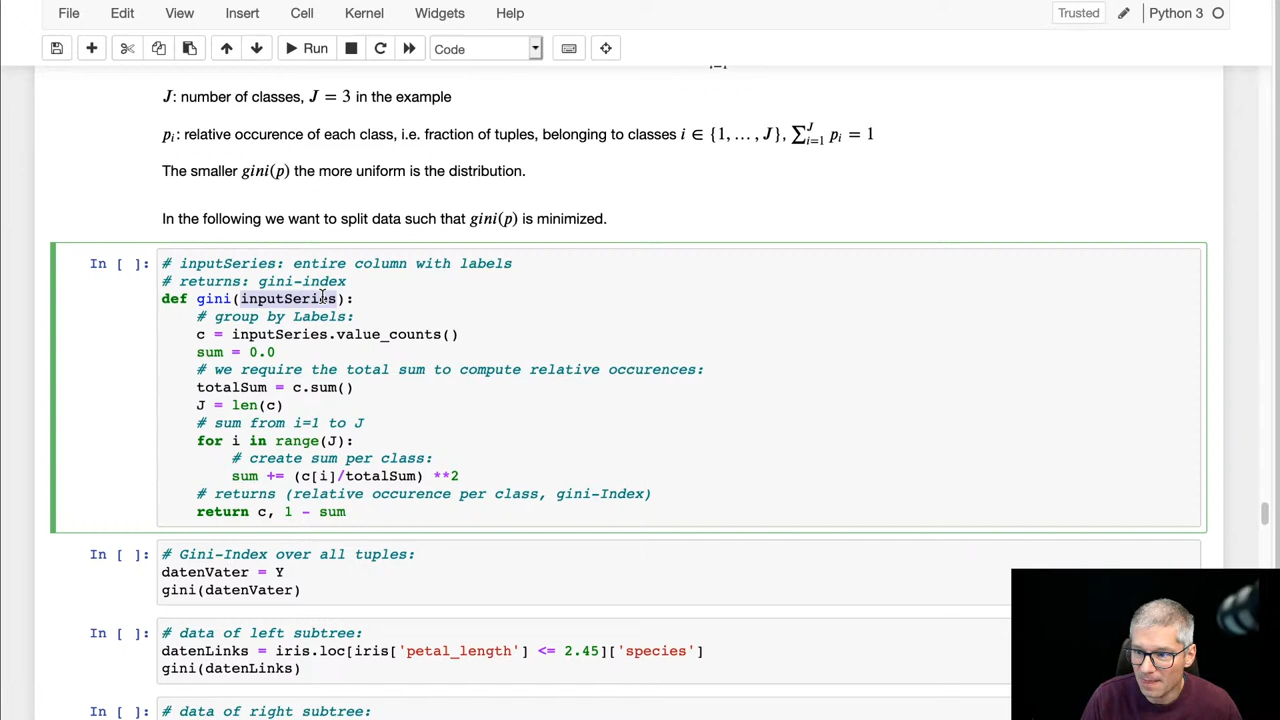 File Edit View Insert Cell Kernel Widgets Help Trusted Python 3
Run Code
J: number of classes, J = 3 in the example
pᵢ: relative occurence of each class, i.e. fraction of tuples, belonging to classes i ∈ {1, … , J}, ∑ᴶᵢ₌₁ pᵢ = 1
The smaller gini(p) the more uniform is the distribution.
In the following we want to split data such that gini(p) is minimized.
In [ ]: # inputSeries: entire column with labels
# returns: gini-index
def gini(inputSeries):
# group by Labels:
c = inputSeries.value_counts()
sum = 0.0
# we require the total sum to compute relative occurences:
totalSum = c.sum()
J = len(c)
# sum from i=1 to J
for i in range(J):
# create sum per class:
sum += (c[i]/totalSum) **2
# returns (relative occurence per class, gini-Index)
return c, 1 - sum
In [ ]: # Gini-Index over all tuples:
datenVater = Y
gini(datenVater)
In [ ]: # data of left subtree:
datenLinks = iris.loc[iris['petal_length'] <= 2.45]['species']
gini(datenLinks)
In [ ]: # data of right subtree: